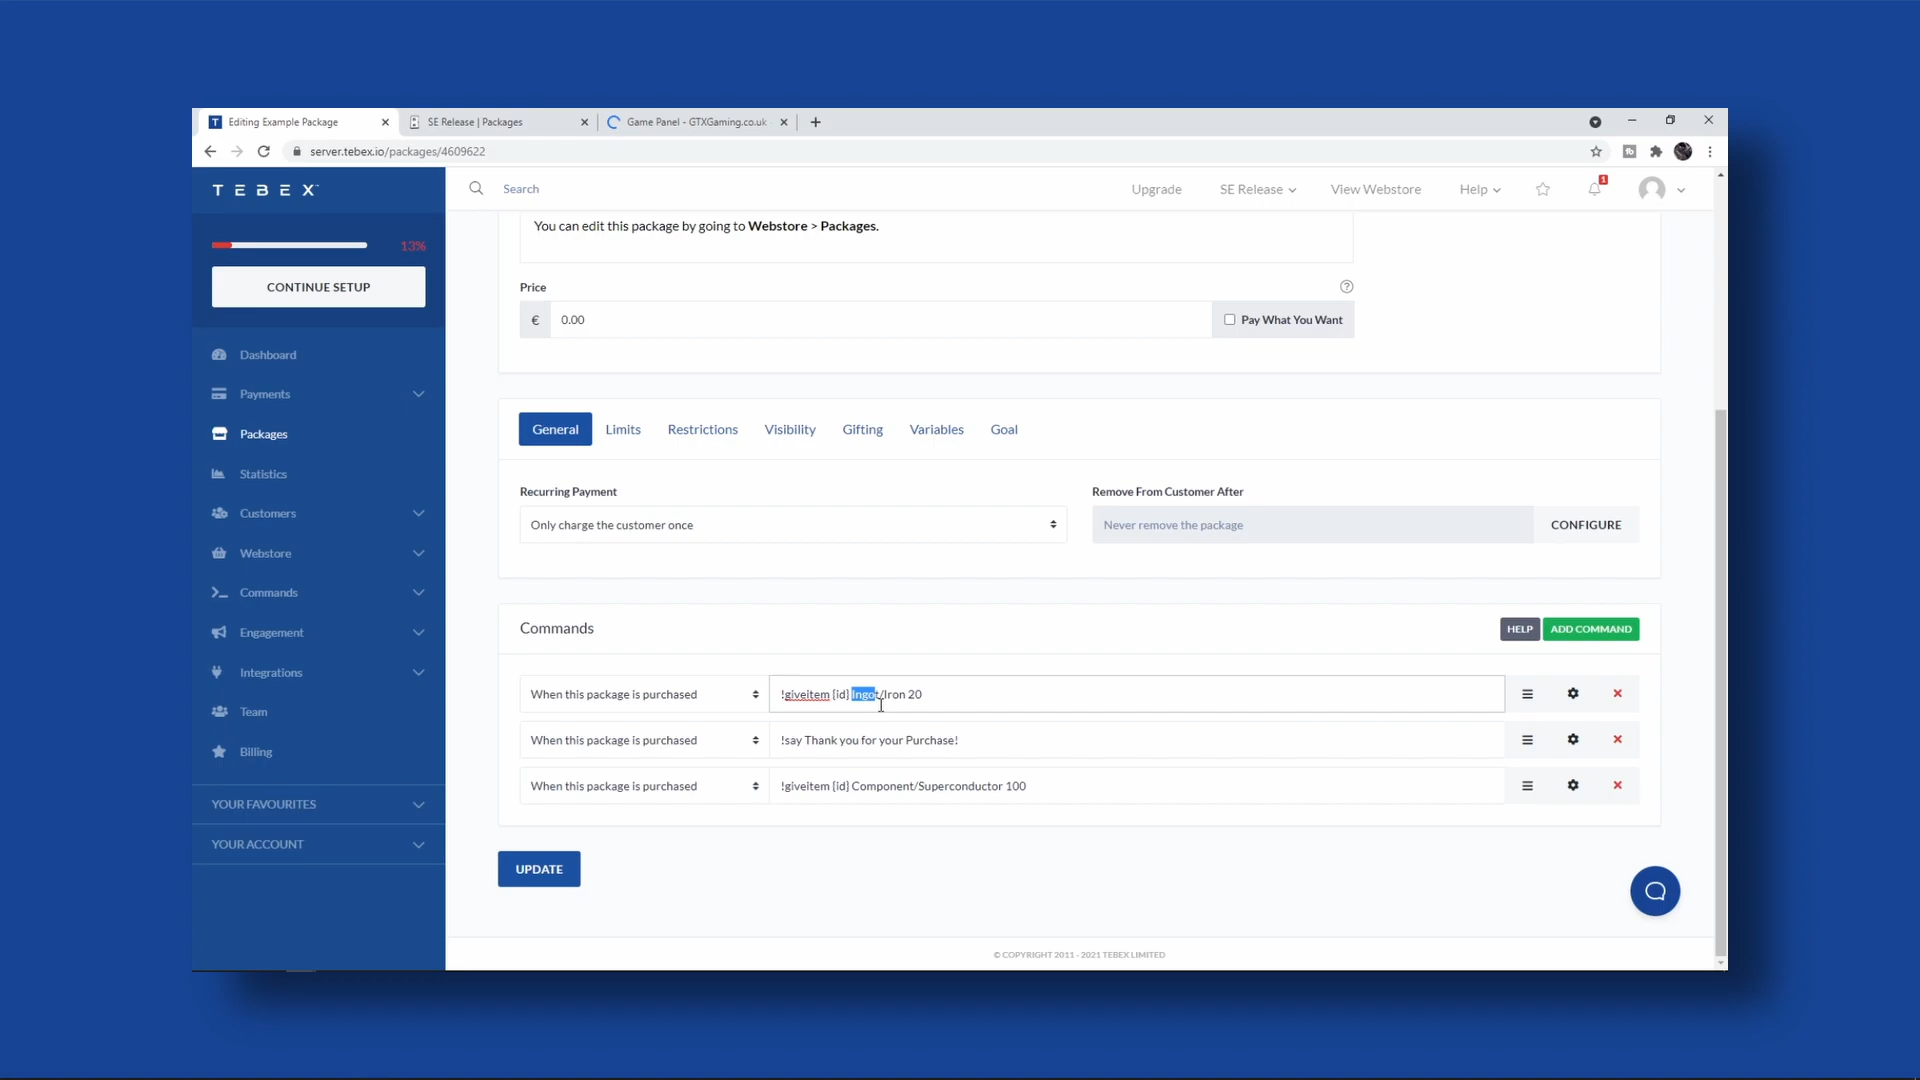 Editing Example Package
SE Release | Packages
Game Panel - GTXGaming.co.uk
server.tebex.io/packages/4609622
TEBEX
Search
Upgrade
SE Release
View Webstore
Help
1
13%
CONTINUE SETUP
Dashboard
Payments
Packages
Statistics
Customers
Webstore
Commands
Engagement
Integrations
Team
Billing
YOUR FAVOURITES
YOUR ACCOUNT
You can edit this package by going to Webstore > Packages.
Price
€ 0.00
Pay What You Want
General Limits Restrictions Visibility Gifting Variables Goal
Recurring Payment
Only charge the customer once
Remove From Customer After
Never remove the package
CONFIGURE
Commands
HELP
ADD COMMAND
When this package is purchased !giveitem {id} Ingot/Iron 20
When this package is purchased !say Thank you for your Purchase!
When this package is purchased !giveitem {id} Component/Superconductor 100
UPDATE
© COPYRIGHT 2011 - 2021 TEBEX LIMITED